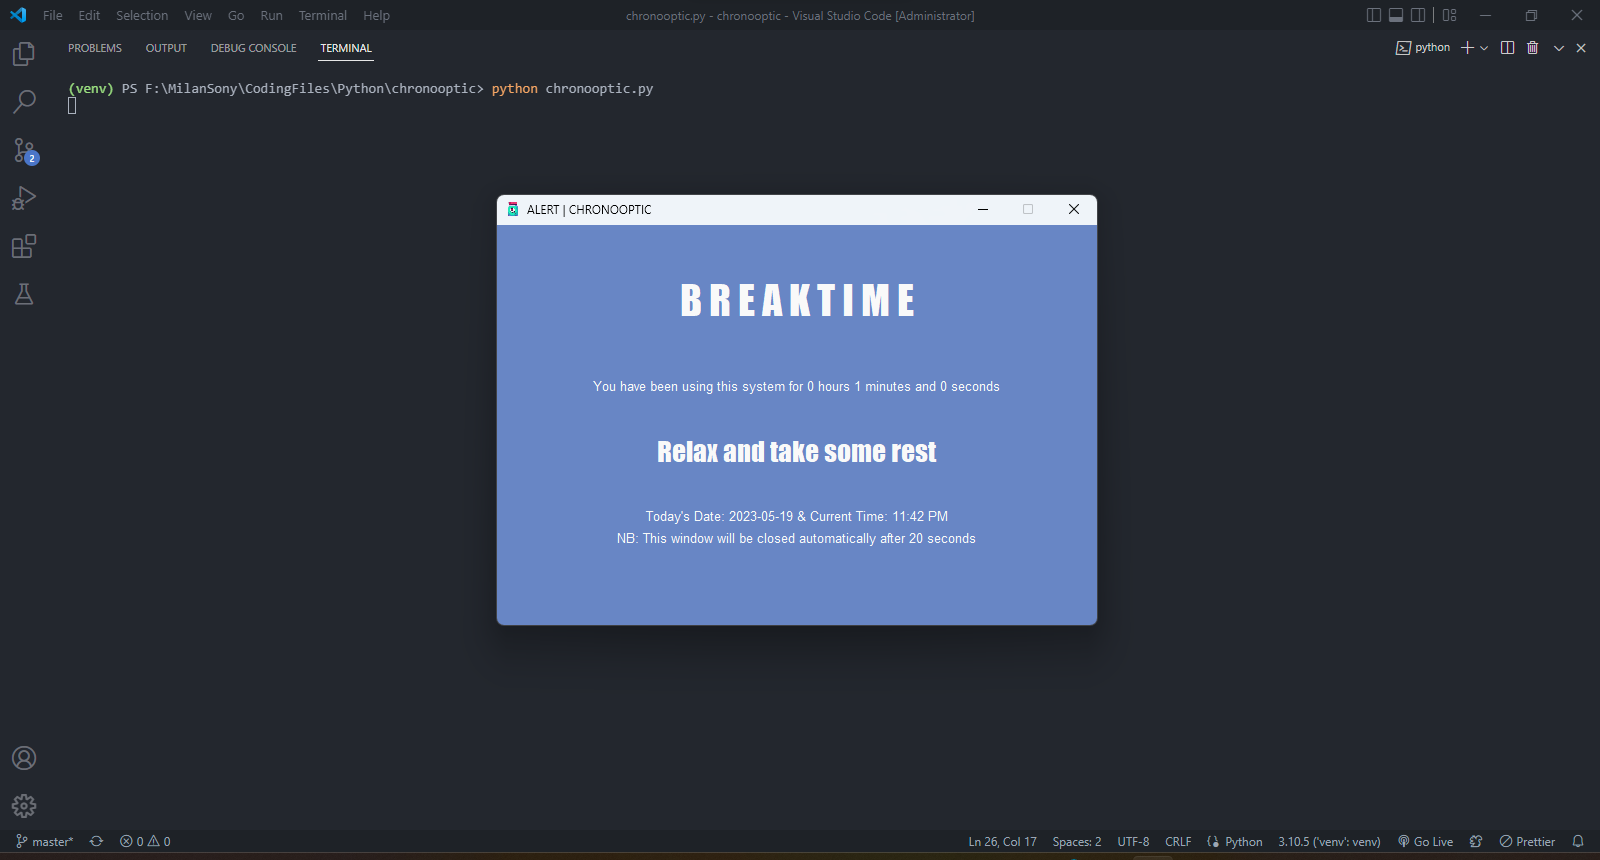 File Edit Selection View Go Run Terminal Help chronooptic.py - chronooptic - Visual Studio Code [Administrator]
PROBLEMS OUTPUT DEBUG CONSOLE TERMINAL python
(venv) PS F:\MilanSony\CodingFiles\Python\chronooptic> python chronooptic.py
2
ALERT | CHRONOOPTIC
BREAKTIME
You have been using this system for 0 hours 1 minutes and 0 seconds
Relax and take some rest
Today's Date: 2023-05-19 & Current Time: 11:42 PM
NB: This window will be closed automatically after 20 seconds
master* 0 0 Ln 26, Col 17 Spaces: 2 UTF-8 CRLF Python 3.10.5 ('venv': venv) Go Live Prettier